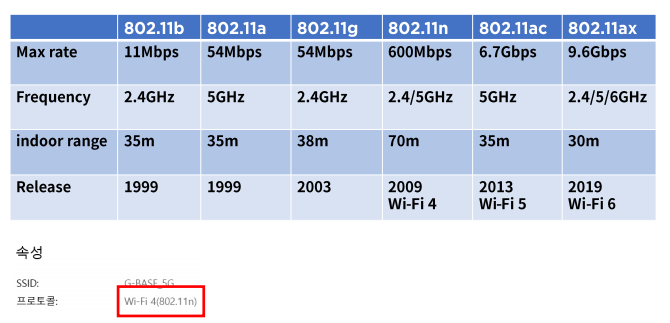 802.11b 802.11a 802.11g 802.11n 802.11ac 802.11ax
Max rate 11Mbps 54Mbps 54Mbps 600Mbps 6.7Gbps 9.6Gbps
Frequency 2.4GHz 5GHz 2.4GHz 2.4/5GHz 5GHz 2.4/5/6GHz
indoor range 35m 35m 38m 70m 35m 30m
Release 1999 1999 2003 2009 2013 2019
Wi-Fi 4 Wi-Fi 5 Wi-Fi 6
속성
SSID: G-BASE_5G
프로토콜: Wi-Fi 4(802.11n)